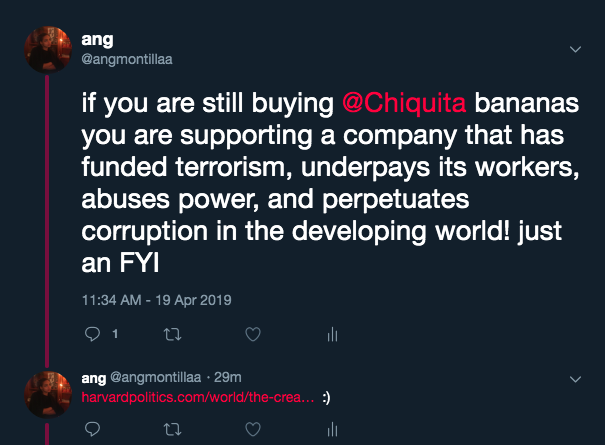 ang
@angmontillaa
if you are still buying @Chiquita bananas
you are supporting a company that has
funded terrorism, underpays its workers,
abuses power, and perpetuates
corruption in the developing world! just
an FYI
11:34 AM - 19 Apr 2019
1
ang @angmontillaa · 29m
harvardpolitics.com/world/the-crea... :)